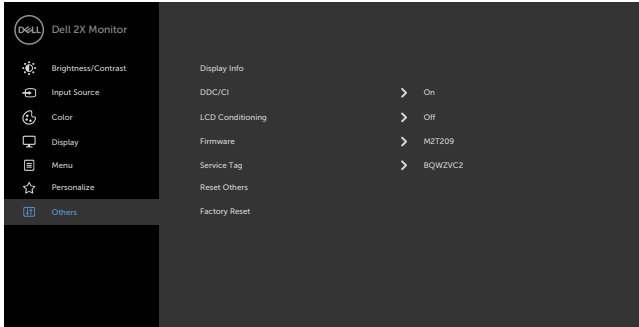 DELL Dell 2X Monitor
Brightness/Contrast
Input Source
Color
Display
Menu
Personalize
Others
Display Info
DDC/CI On
LCD Conditioning Off
Firmware M2T209
Service Tag BQWZVC2
Reset Others
Factory Reset